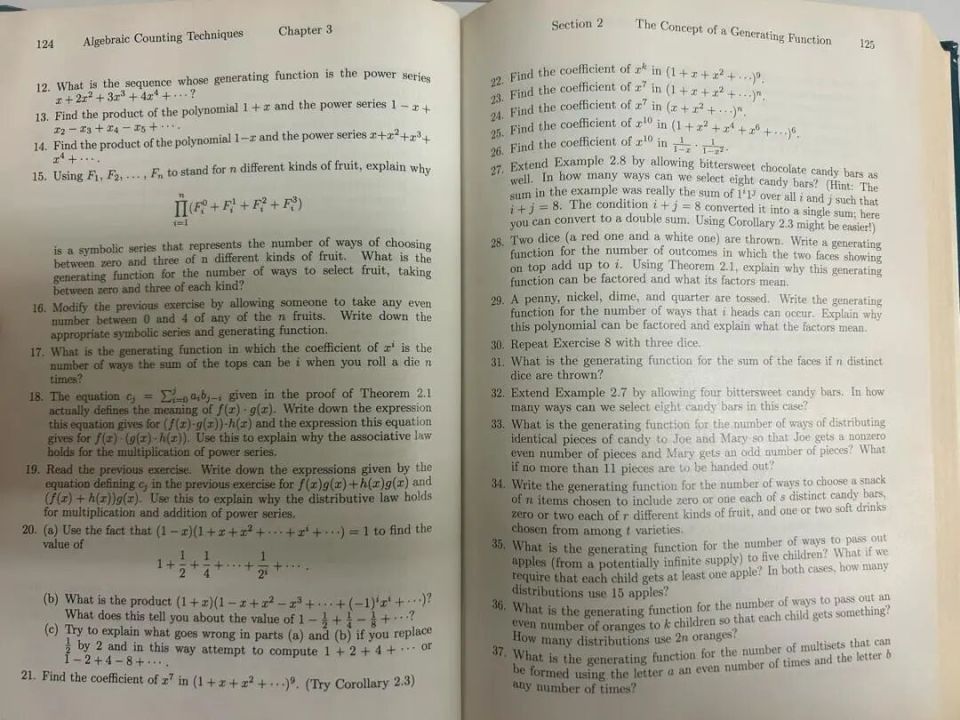 124 Algebraic Counting Techniques Chapter 3
12. What is the sequence whose generating function is the power series
x + 2x² + 3x³ + 4x⁴ + ⋯ ?
13. Find the product of the polynomial 1 + x and the power series 1 − x +
x2 − x3 + x4 − x5 + ⋯ .
14. Find the product of the polynomial 1−x and the power series x+x²+x³+
x⁴ + ⋯ .
15. Using F₁, F₂, . . . , Fₙ to stand for n different kinds of fruit, explain why
∏ᵢ₌₁ⁿ (Fᵢ⁰ + Fᵢ¹ + Fᵢ² + Fᵢ³)
is a symbolic series that represents the number of ways of choosing
between zero and three of n different kinds of fruit. What is the
generating function for the number of ways to select fruit, taking
between zero and three of each kind?
16. Modify the previous exercise by allowing someone to take any even
number between 0 and 4 of any of the n fruits. Write down the
appropriate symbolic series and generating function.
17. What is the generating function in which the coefficient of xⁱ is the
number of ways the sum of the tops can be i when you roll a die n
times?
18. The equation cⱼ = ∑ʲᵢ₌₀ aᵢbⱼ₋ᵢ given in the proof of Theorem 2.1
actually defines the meaning of f(x) · g(x). Write down the expression
this equation gives for (f(x)·g(x))·h(x) and the expression this equation
gives for f(x) · (g(x) · h(x)). Use this to explain why the associative law
holds for the multiplication of power series.
19. Read the previous exercise. Write down the expressions given by the
equation defining cⱼ in the previous exercise for f(x)g(x)+h(x)g(x) and
(f(x) + h(x))g(x). Use this to explain why the distributive law holds
for multiplication and addition of power series.
20. (a) Use the fact that (1 − x)(1 + x + x² + ⋯ + xⁱ + ⋯) = 1 to find the
value of
1 + 1/2 + 1/4 + ⋯ + 1/2ⁱ + ⋯ .
(b) What is the product (1 + x)(1 − x + x² − x³ + ⋯ + (−1)ⁱxⁱ + ⋯)?
What does this tell you about the value of 1 − 1/2 + 1/4 − 1/8 + ⋯?
(c) Try to explain what goes wrong in parts (a) and (b) if you replace
1/2 by 2 and in this way attempt to compute 1 + 2 + 4 + ⋯ or
1 − 2 + 4 − 8 + ⋯ .
21. Find the coefficient of x⁷ in (1 + x + x² + ⋯)⁹. (Try Corollary 2.3)
Section 2 The Concept of a Generating Function 125
22. Find the coefficient of xᵏ in (1 + x + x² + ⋯)⁹.
23. Find the coefficient of x⁷ in (1 + x + x² + ⋯)ⁿ.
24. Find the coefficient of x⁷ in (x + x² + ⋯)ⁿ.
25. Find the coefficient of x¹⁰ in (1 + x² + x⁴ + x⁶ + ⋯)⁶.
26. Find the coefficient of x¹⁰ in 1/(1−x) · 1/(1−x²).
27. Extend Example 2.8 by allowing bittersweet chocolate candy bars as
well. In how many ways can we select eight candy bars? (Hint: The
sum in the example was really the sum of 1ⁱ1ʲ over all i and j such that
i + j = 8. The condition i + j = 8 converted it into a single sum; here
you can convert to a double sum. Using Corollary 2.3 might be easier!)
28. Two dice (a red one and a white one) are thrown. Write a generating
function for the number of outcomes in which the two faces showing
on top add up to i. Using Theorem 2.1, explain why this generating
function can be factored and what its factors mean.
29. A penny, nickel, dime, and quarter are tossed. Write the generating
function for the number of ways that i heads can occur. Explain why
this polynomial can be factored and explain what the factors mean.
30. Repeat Exercise 8 with three dice.
31. What is the generating function for the sum of the faces if n distinct
dice are thrown?
32. Extend Example 2.7 by allowing four bittersweet candy bars. In how
many ways can we select eight candy bars in this case?
33. What is the generating function for the number of ways of distributing
identical pieces of candy to Joe and Mary so that Joe gets a nonzero
even number of pieces and Mary gets an odd number of pieces? What
if no more than 11 pieces are to be handed out?
34. Write the generating function for the number of ways to choose a snack
of n items chosen to include zero or one each of s distinct candy bars,
zero or two each of r different kinds of fruit, and one or two soft drinks
chosen from among t varieties.
35. What is the generating function for the number of ways to pass out
apples (from a potentially infinite supply) to five children? What if we
require that each child gets at least one apple? In both cases, how many
distributions use 15 apples?
36. What is the generating function for the number of ways to pass out an
even number of oranges to k children so that each child gets something?
How many distributions use 2n oranges?
37. What is the generating function for the number of multisets that can
be formed using the letter a an even number of times and the letter b
any number of times?